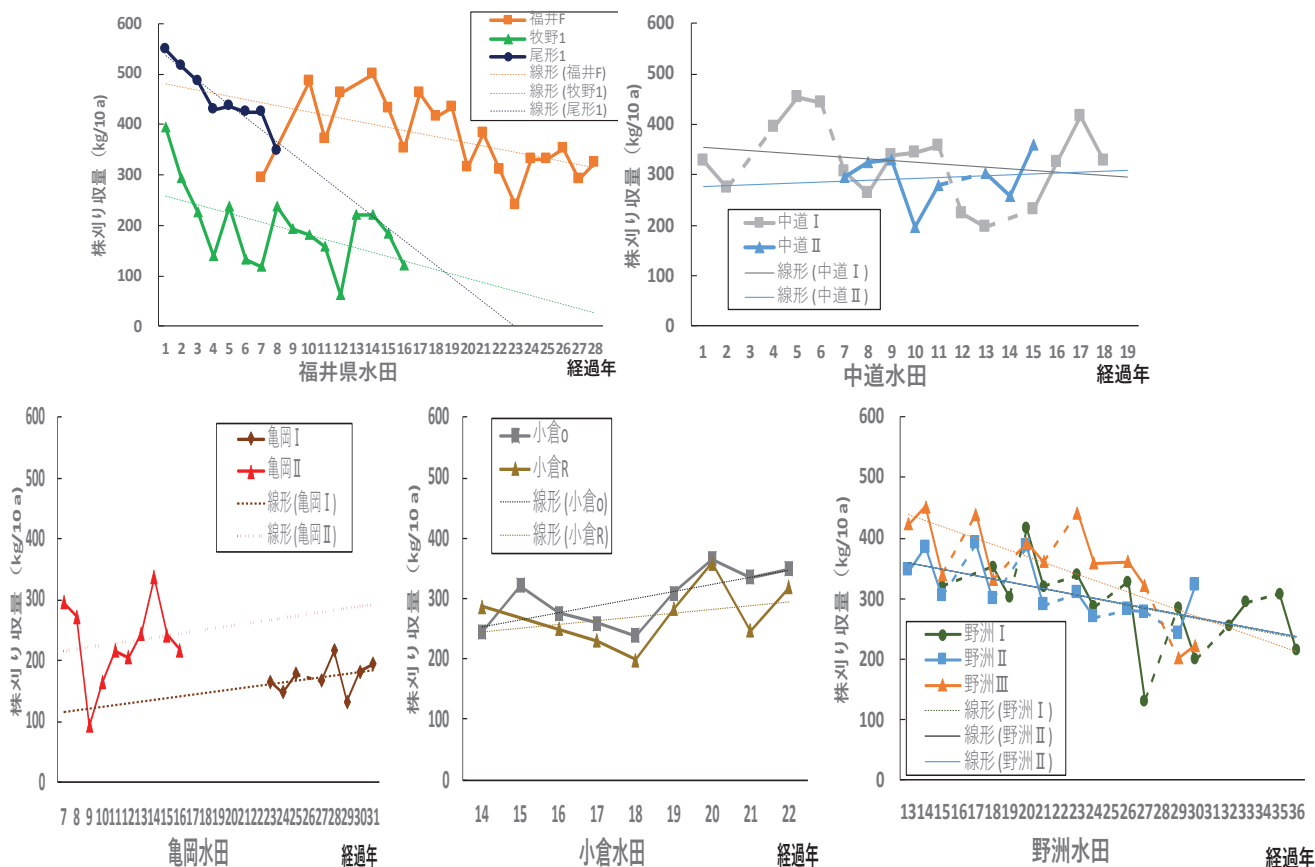 株刈り収量（kg/10 a）
600
500
400
300
200
100
0
福井F
牧野1
尾形1
線形 (福井F)
線形 (牧野1)
線形 (尾形1)
1 2 3 4 5 6 7 8 9 10 11 12 13 14 15 16 17 18 19 20 21 22 23 24 25 26 27 28
福井県水田
経過年
株刈り収量（kg/10 a）
600
500
400
300
200
100
0
中道Ⅰ
中道Ⅱ
線形 (中道Ⅰ)
線形 (中道Ⅱ)
1 2 3 4 5 6 7 8 9 10 11 12 13 14 15 16 17 18 19
中道水田
経過年
株刈り収量（kg/10 a）
600
500
400
300
200
100
0
亀岡Ⅰ
亀岡Ⅱ
線形 (亀岡Ⅰ)
線形 (亀岡Ⅱ)
7 8 9 10 11 12 13 14 15 16 17 18 19 20 21 22 23 24 25 26 27 28 29 30 31
亀岡水田
経過年
株刈り収量（kg/10 a）
600
500
400
300
200
100
0
小倉o
小倉R
線形 (小倉o)
線形 (小倉R)
14 15 16 17 18 19 20 21 22
小倉水田
経過年
株刈り収量（kg/10 a）
600
500
400
300
200
100
0
野洲Ⅰ
野洲Ⅱ
野洲Ⅲ
線形 (野洲Ⅰ)
線形 (野洲Ⅱ)
線形 (野洲Ⅱ)
13 14 15 16 17 18 19 20 21 22 23 24 25 26 27 28 29 30 31 32 33 34 35 36
野洲水田
経過年